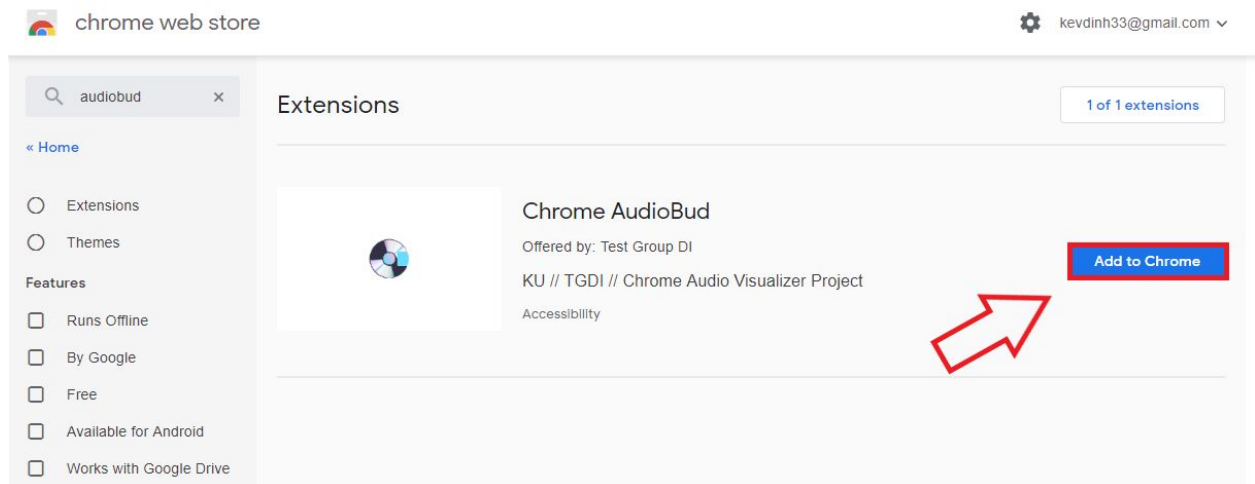 chrome web store
kevdinh33@gmail.com
audiobud
« Home
Extensions
Themes
Features
Runs Offline
By Google
Free
Available for Android
Works with Google Drive
Extensions
1 of 1 extensions
Chrome AudioBud
Offered by: Test Group DI
KU // TGDI // Chrome Audio Visualizer Project
Accessibility
Add to Chrome